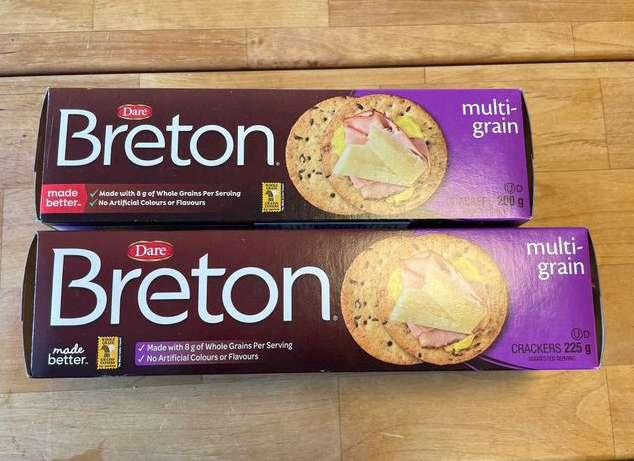 Dare
Breton
multi-
grain
made
better
Made with 8 g of Whole Grains Per Serving
No Artificial Colours or Flavours
200 g
Dare
Breton
multi-
grain
made
better
Made with 8 g of Whole Grains Per Serving
No Artificial Colours or Flavours
CRACKERS 225 g
SUGGESTED SERVING